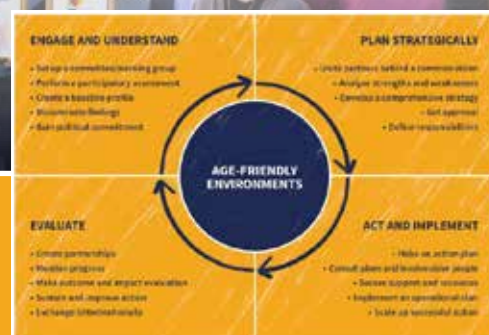 ENGAGE AND UNDERSTAND
• Set up a committee/steering group
• Perform a participatory assessment
• Create a baseline profile
• Disseminate findings
• Gain political commitment
PLAN STRATEGICALLY
• Unite partners behind a common vision
• Analyse strengths and weaknesses
• Develop a comprehensive strategy
• Get approval
• Define responsibilities
AGE-FRIENDLY
ENVIRONMENTS
EVALUATE
• Create partnerships
• Monitor progress
• Make outcome and impact evaluation
• Sustain and improve action
• Exchange internationally
ACT AND IMPLEMENT
• Make an action plan
• Consult older people
• Secure support and resources
• Implement an operational plan
• Scale up successful action